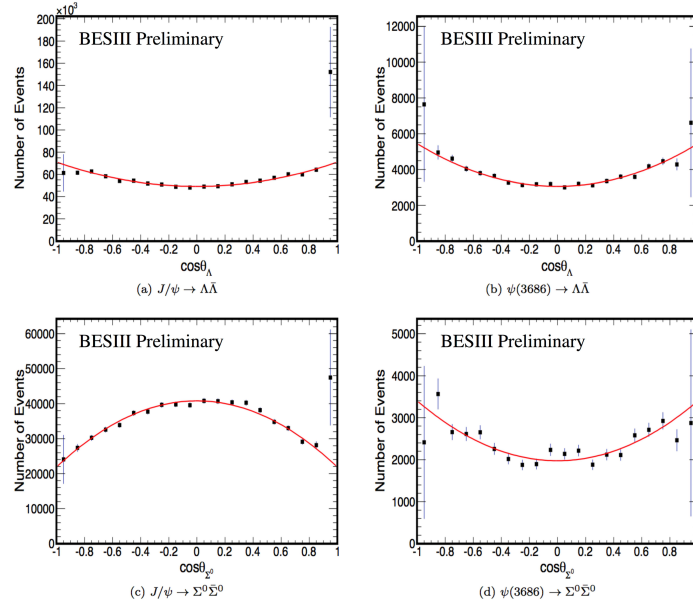 ×10³
BESIII Preliminary
Number of Events
200
180
160
140
120
100
80
60
40
20
0
-1 -0.8 -0.6 -0.4 -0.2 0 0.2 0.4 0.6 0.8 1
cosθΛ
(a) J/ψ → ΛΛ̄
BESIII Preliminary
Number of Events
12000
10000
8000
6000
4000
2000
0
-1 -0.8 -0.6 -0.4 -0.2 0 0.2 0.4 0.6 0.8 1
cosθΛ
(b) ψ(3686) → ΛΛ̄
BESIII Preliminary
Number of Events
60000
50000
40000
30000
20000
10000
0
-1 -0.8 -0.6 -0.4 -0.2 0 0.2 0.4 0.6 0.8 1
cosθΣ⁰
(c) J/ψ → Σ⁰Σ̄⁰
BESIII Preliminary
Number of Events
5000
4000
3000
2000
1000
0
-1 -0.8 -0.6 -0.4 -0.2 0 0.2 0.4 0.6 0.8 1
cosθΣ⁰
(d) ψ(3686) → Σ⁰Σ̄⁰